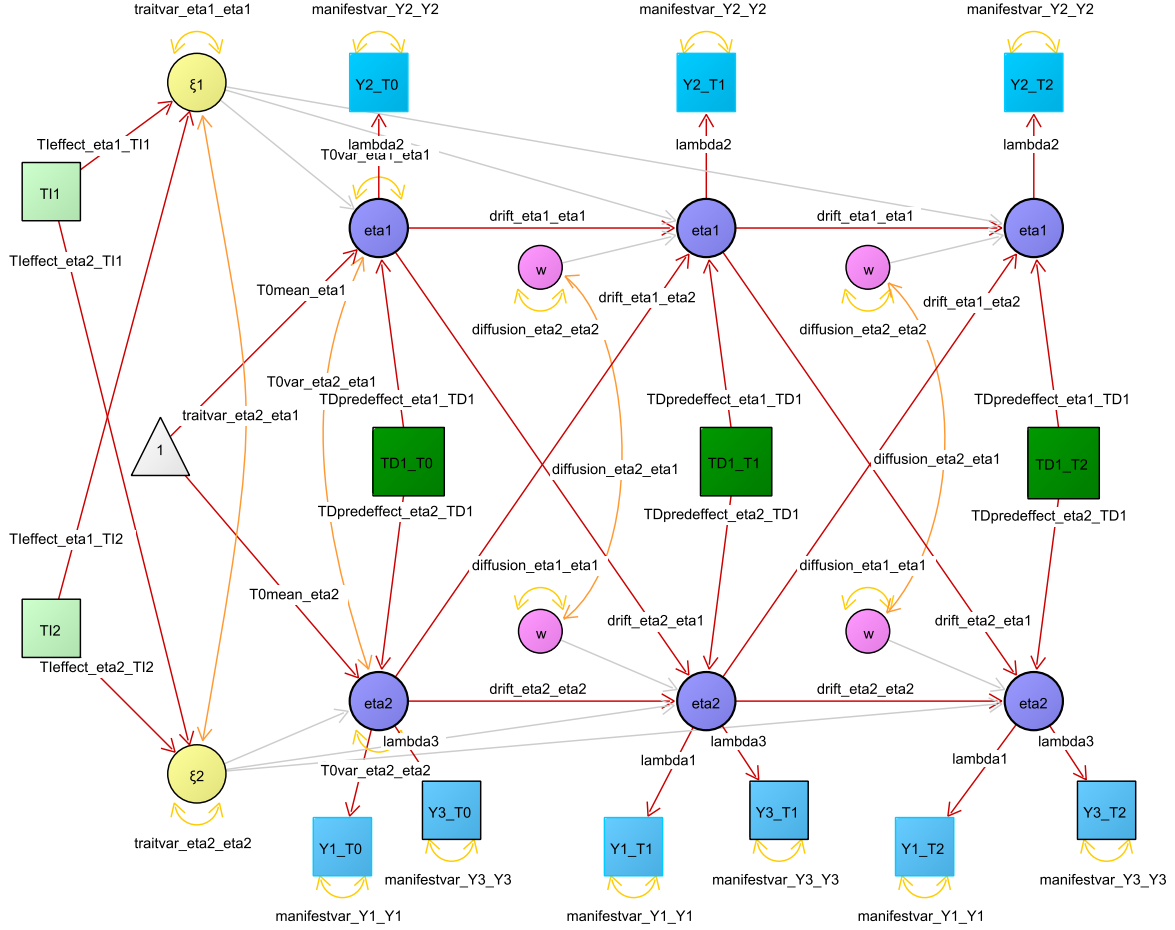 traitvar_eta1_eta1
manifestvar_Y2_Y2
manifestvar_Y2_Y2
manifestvar_Y2_Y2
ξ1
Y2_T0
Y2_T1
Y2_T2
TIeffect_eta1_TI1
lambda2
lambda2
lambda2
T0var_eta1_eta1
TI1
drift_eta1_eta1
drift_eta1_eta1
eta1
eta1
eta1
TIeffect_eta2_TI1
w
w
T0mean_eta1
drift_eta1_eta2
drift_eta1_eta2
diffusion_eta2_eta2
diffusion_eta2_eta2
T0var_eta2_eta1
TDpredeffect_eta1_TD1
TDpredeffect_eta1_TD1
TDpredeffect_eta1_TD1
traitvar_eta2_eta1
1
TD1_T0
TD1_T1
TD1_T2
diffusion_eta2_eta1
diffusion_eta2_eta1
TDpredeffect_eta2_TD1
TDpredeffect_eta2_TD1
TDpredeffect_eta2_TD1
TIeffect_eta1_TI2
diffusion_eta1_eta1
diffusion_eta1_eta1
T0mean_eta2
TI2
w
w
drift_eta2_eta1
drift_eta2_eta1
TIeffect_eta2_TI2
drift_eta2_eta2
drift_eta2_eta2
eta2
eta2
eta2
lambda3
lambda3
lambda3
ξ2
T0var_eta2_eta2
lambda1
lambda1
Y3_T0
Y3_T1
Y3_T2
traitvar_eta2_eta2
Y1_T0
Y1_T1
Y1_T2
manifestvar_Y3_Y3
manifestvar_Y3_Y3
manifestvar_Y3_Y3
manifestvar_Y1_Y1
manifestvar_Y1_Y1
manifestvar_Y1_Y1